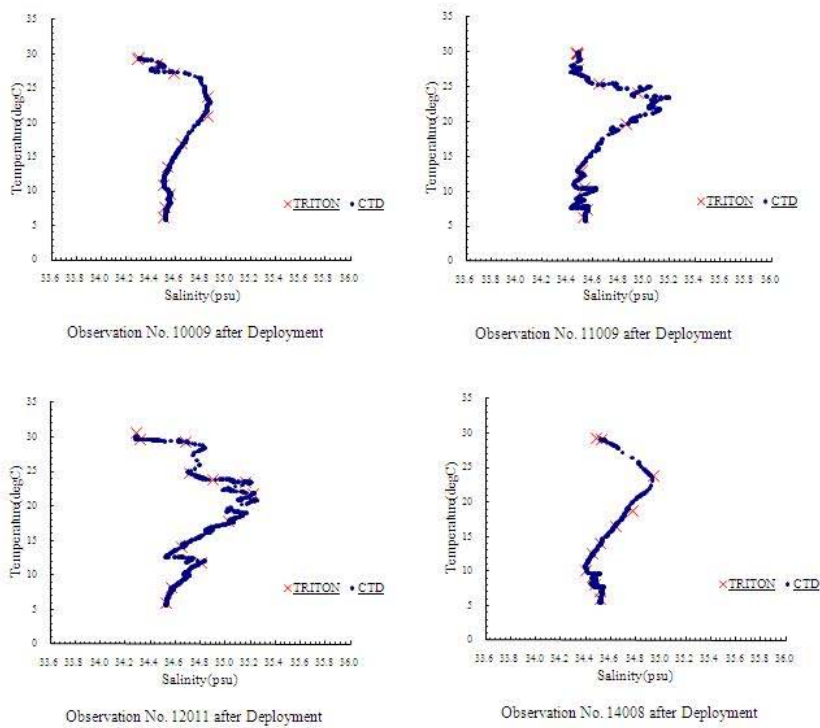 35
30
25
20
15
10
5
0
Temperature(degC)
TRITON CTD
33.6 33.8 34.0 34.2 34.4 34.6 34.8 35.0 35.2 35.4 35.6 35.8 36.0
Salinity(psu)
Observation No. 10009 after Deployment
35
30
25
20
15
10
5
0
Temperature(degC)
TRITON CTD
33.6 33.8 34.0 34.2 34.4 34.6 34.8 35.0 35.2 35.4 35.6 35.8 36.0
Salinity(psu)
Observation No. 11009 after Deployment
35
30
25
20
15
10
5
0
Temperature(degC)
TRITON CTD
33.6 33.8 34.0 34.2 34.4 34.6 34.8 35.0 35.2 35.4 35.6 35.8 36.0
Salinity(psu)
Observation No. 12011 after Deployment
35
30
25
20
15
10
5
0
Temperature(degC)
TRITON CTD
33.6 33.8 34.0 34.2 34.4 34.6 34.8 35.0 35.2 35.4 35.6 35.8 36.0
Salinity(psu)
Observation No. 14008 after Deployment